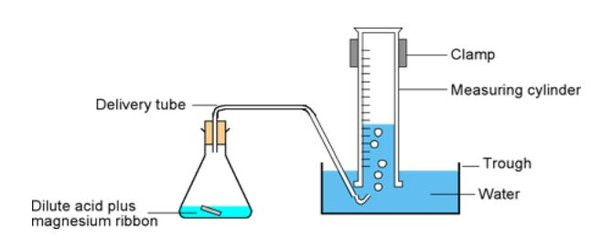 Clamp
Measuring cylinder
Delivery tube
Trough
Water
Dilute acid plus
magnesium ribbon